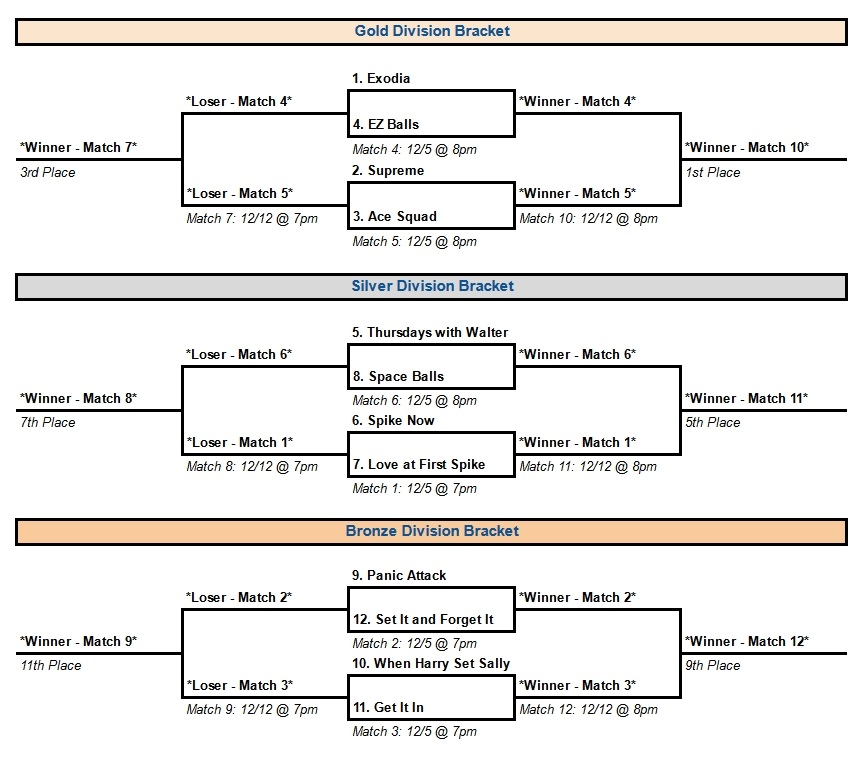 Gold Division Bracket
1. Exodia
*Loser - Match 4*
*Winner - Match 4*
4. EZ Balls
*Winner - Match 7*
Match 4: 12/5 @ 8pm
*Winner - Match 10*
3rd Place
2. Supreme
1st Place
*Loser - Match 5*
*Winner - Match 5*
Match 7: 12/12 @ 7pm
3. Ace Squad
Match 10: 12/12 @ 8pm
Match 5: 12/5 @ 8pm
Silver Division Bracket
5. Thursdays with Walter
*Loser - Match 6*
*Winner - Match 6*
8. Space Balls
*Winner - Match 8*
Match 6: 12/5 @ 8pm
*Winner - Match 11*
7th Place
6. Spike Now
5th Place
*Loser - Match 1*
*Winner - Match 1*
Match 8: 12/12 @ 7pm
7. Love at First Spike
Match 11: 12/12 @ 8pm
Match 1: 12/5 @ 7pm
Bronze Division Bracket
9. Panic Attack
*Loser - Match 2*
*Winner - Match 2*
12. Set It and Forget It
*Winner - Match 9*
Match 2: 12/5 @ 7pm
*Winner - Match 12*
11th Place
10. When Harry Set Sally
9th Place
*Loser - Match 3*
*Winner - Match 3*
Match 9: 12/12 @ 7pm
11. Get It In
Match 12: 12/12 @ 8pm
Match 3: 12/5 @ 7pm